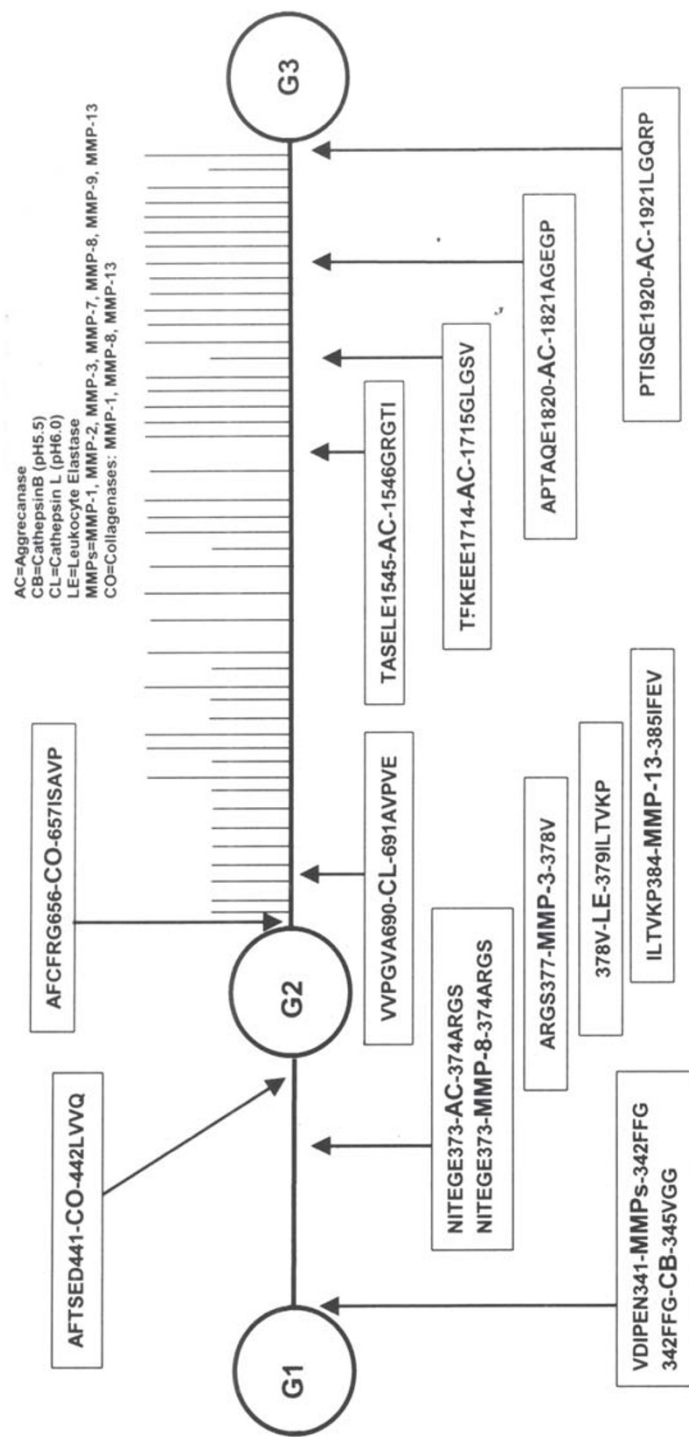 AC=Aggrecanase
CB=CathepsinB (pH5.5)
CL=Cathepsin L (pH6.0)
LE=Leukocyte Elastase
MMPs=MMP-1, MMP-2, MMP-3, MMP-7, MMP-8, MMP-9, MMP-13
CO=Collagenases: MMP-1, MMP-8, MMP-13
AFTSED441-CO-442LVVQ
AFCFRG656-CO-657ISAVP
G1
G2
G3
VVPGVA690-CL-691AVPVE
TASELE1545-AC-1546GRGTI
NITEGE373-AC-374ARGS
NITEGE373-MMP-8-374ARGS
TFKEEE1714-AC-1715GLGSV
ARGS377-MMP-3-378V
APTAQE1820-AC-1821AGEGP
378V-LE-379ILTVKP
VDIPEN341-MMPs-342FFG
342FFG-CB-345VGG
ILTVKP384-MMP-13-385IFEV
PTISQE1920-AC-1921LGQRP